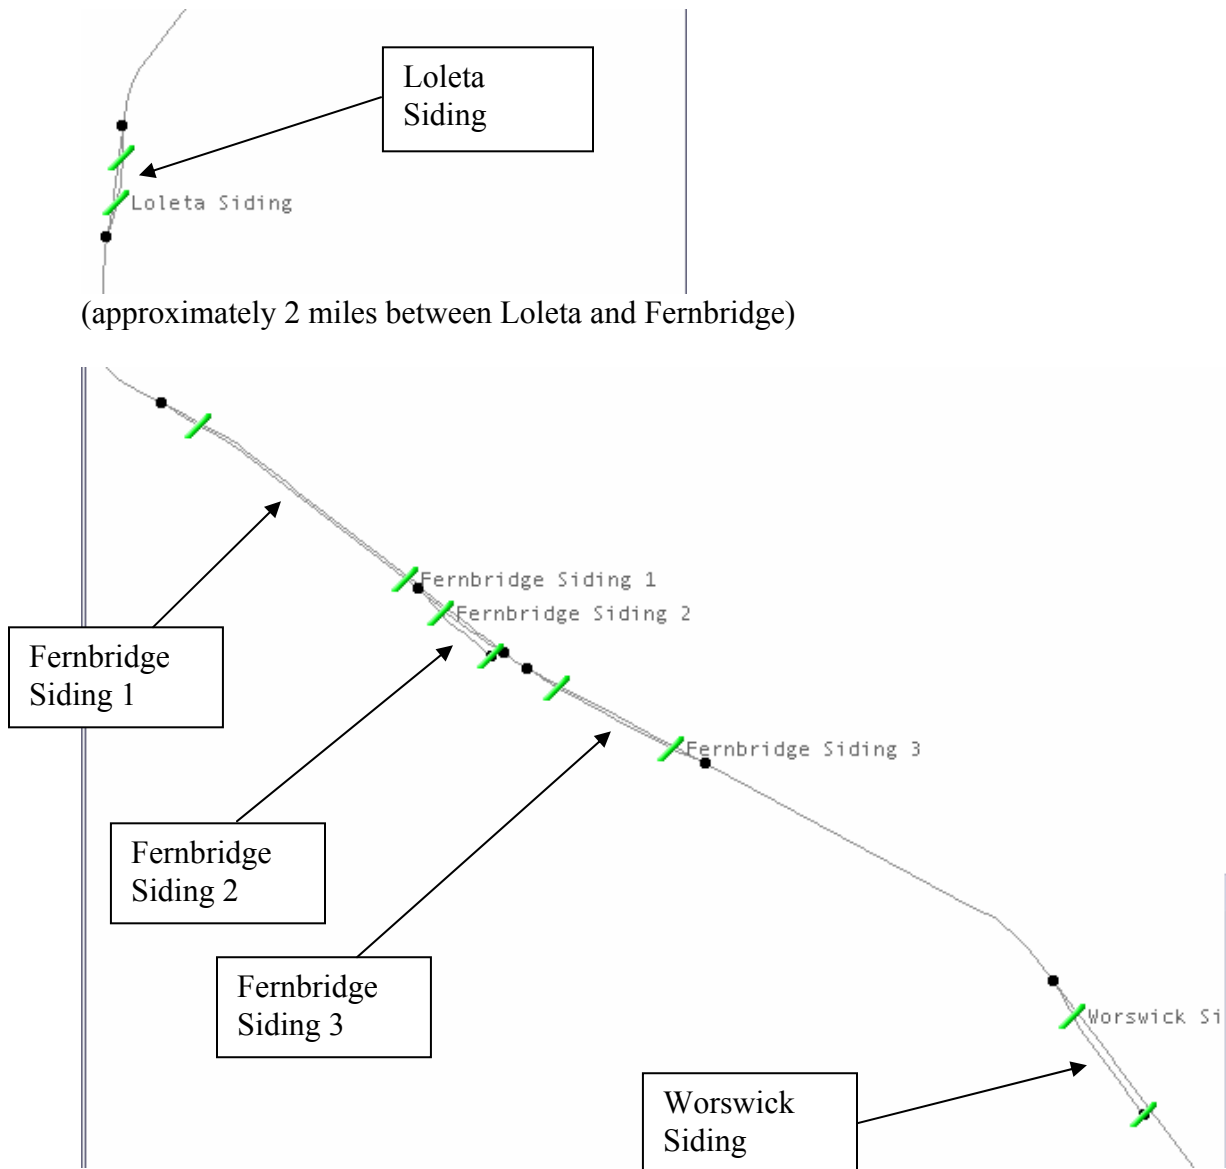 Loleta
Siding
Loleta Siding
(approximately 2 miles between Loleta and Fernbridge)
Fernbridge Siding 1
Fernbridge Siding 2
Fernbridge
Siding 1
Fernbridge Siding 3
Fernbridge
Siding 2
Fernbridge
Siding 3
Worswick Si
Worswick
Siding